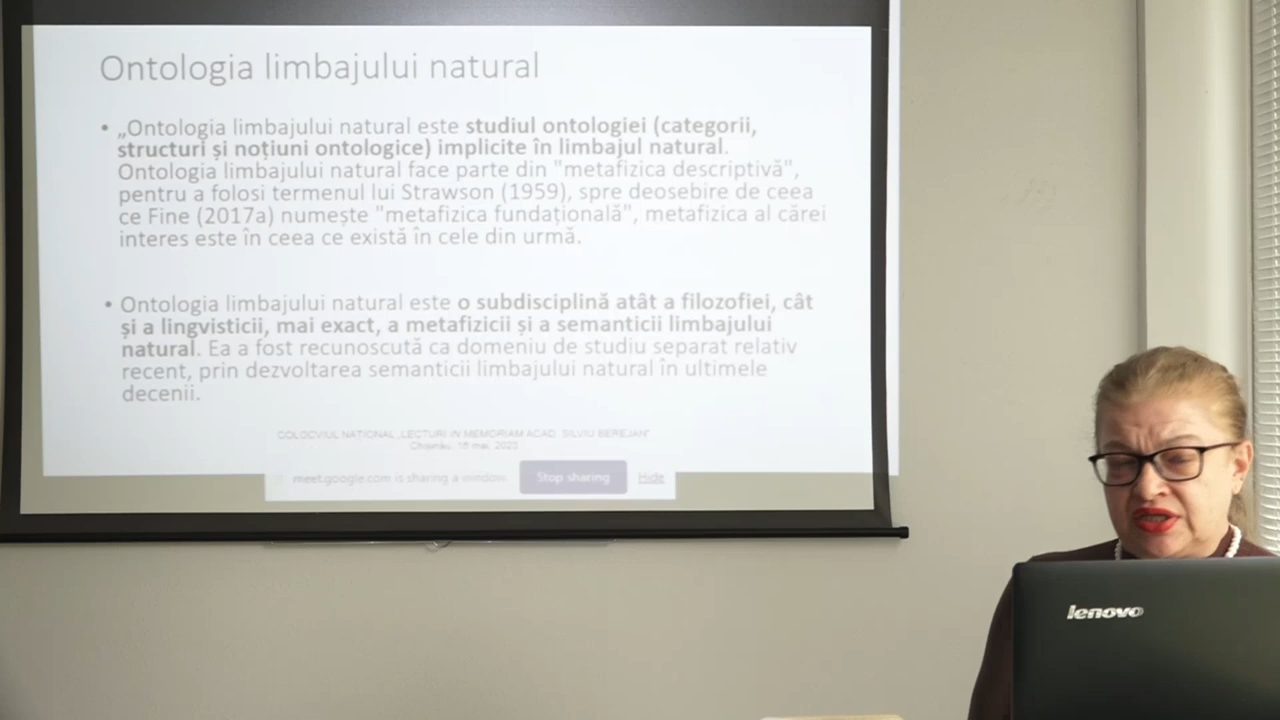 Ontologia limbajului natural
• „Ontologia limbajului natural este studiul ontologiei (categorii,
structuri și noțiuni ontologice) implicite în limbajul natural.
Ontologia limbajului natural face parte din "metafizica descriptivă",
pentru a folosi termenul lui Strawson (1959), spre deosebire de ceea
ce Fine (2017a) numește "metafizica fundațională", metafizica al cărei
interes este în ceea ce există în cele din urmă.
• Ontologia limbajului natural este o subdisciplină atât a filozofiei, cât
și a lingvisticii, mai exact, a metafizicii și a semanticii limbajului
natural. Ea a fost recunoscută ca domeniu de studiu separat relativ
recent, prin dezvoltarea semanticii limbajului natural în ultimele
decenii.
COLOCVIUL NAȚIONAL „LECTURI IN MEMORIAM ACAD. SILVIU BEREJAN"
Chișinău, 16 mai, 2025
meet.google.com is sharing a window.
Stop sharing
Hide
lenovo